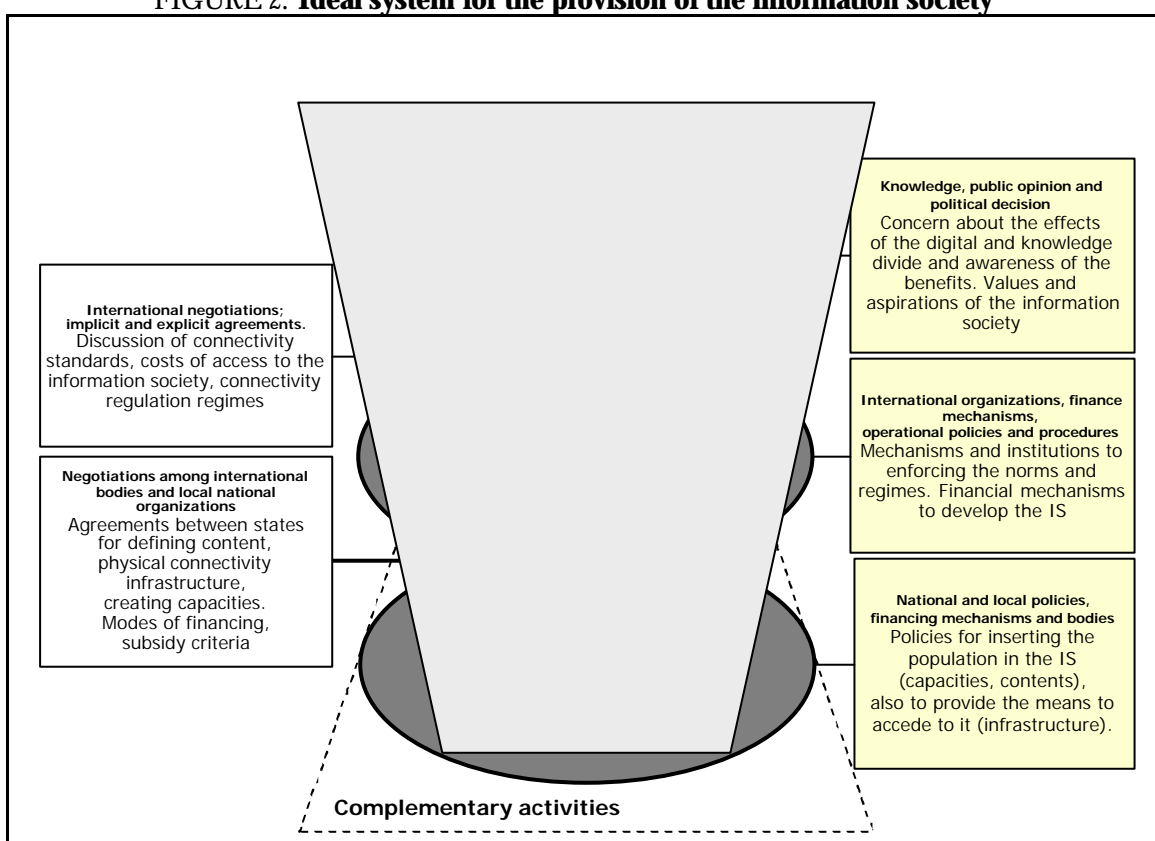 FIGURE 2. Ideal system for the provision of the information society
Knowledge, public opinion and
political decision
Concern about the effects
of the digital and knowledge
divide and awareness of the
benefits. Values and
aspirations of the information
society
International negotiations;
implicit and explicit agreements.
Discussion of connectivity
standards, costs of access to the
information society, connectivity
regulation regimes
International organizations, finance
mechanisms,
operational policies and procedures
Mechanisms and institutions to
enforcing the norms and
regimes. Financial mechanisms
to develop the IS
Negotiations among international
bodies and local national
organizations
Agreements between states
for defining content,
physical connectivity
infrastructure,
creating capacities.
Modes of financing,
subsidy criteria
National and local policies,
financing mechanisms and bodies
Policies for inserting the
population in the IS
(capacities, contents),
also to provide the means to
accede to it (infrastructure).
Complementary activities